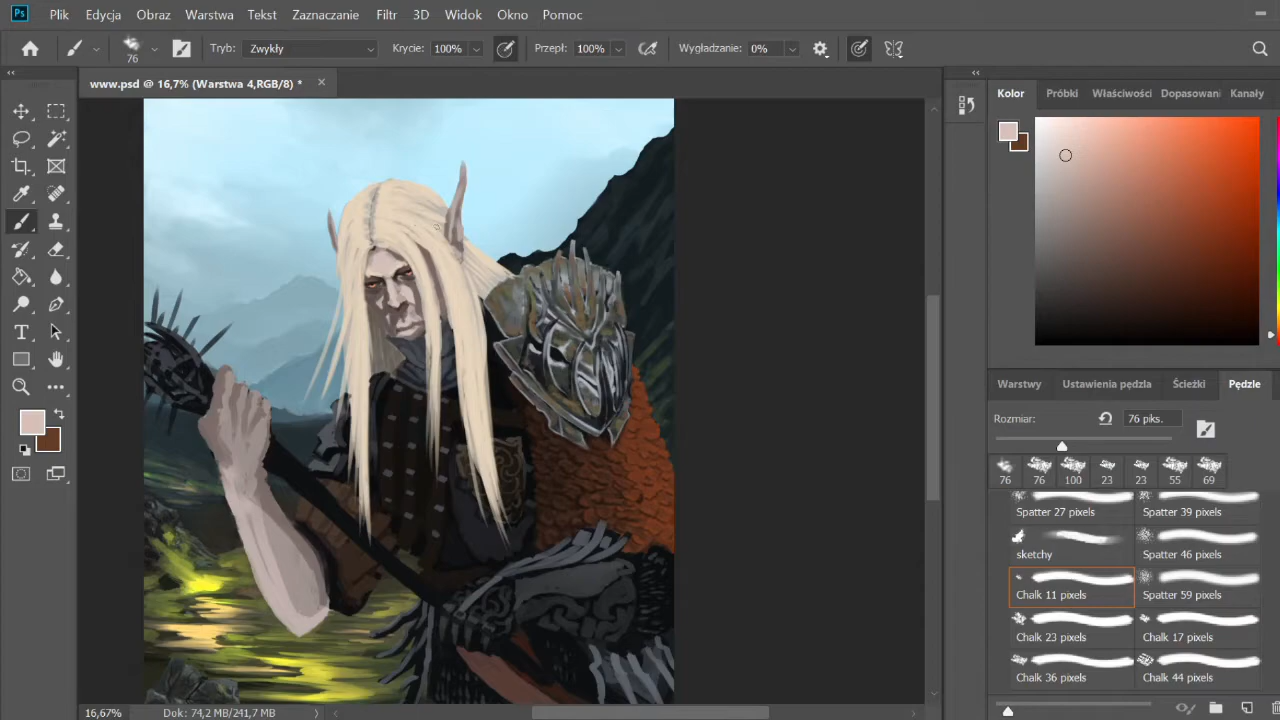 Ps Plik Edycja Obraz Warstwa Tekst Zaznaczanie Filtr 3D Widok Okno Pomoc
76 Tryb: Zwykły Krycie: 100% Przepł: 100% Wygładzanie: 0%
www.psd @ 16,7% (Warstwa 4,RGB/8) *
Kolor Próbki Właściwości Dopasowani Kanały
Warstwy Ustawienia pędzla Ścieżki Pędzle
Rozmiar: 76 piks.
76 76 100 23 23 55 69
Spatter 27 pixels Spatter 39 pixels
sketchy Spatter 46 pixels
Chalk 11 pixels Spatter 59 pixels
Chalk 23 pixels Chalk 17 pixels
Chalk 36 pixels Chalk 44 pixels
16,67% Dok: 74,2 MB/241,7 MB